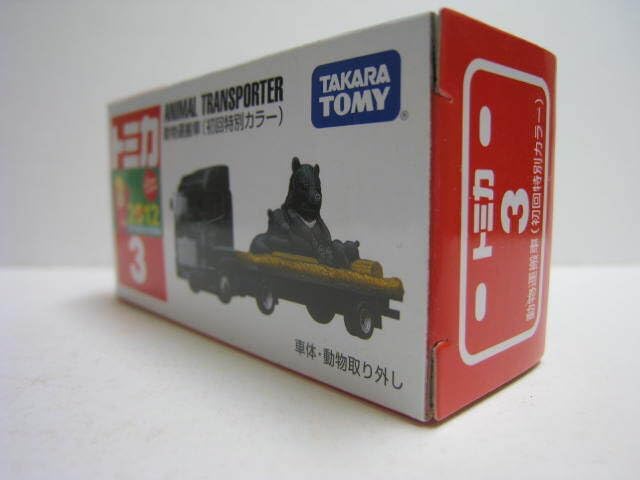 トミカ
3
ANIMAL TRANSPORTER
動物運搬車(初回特別カラー)
TAKARA
TOMY
®
車体・動物取り外し
トミカ
3
動物運搬車(初回特別カラー)